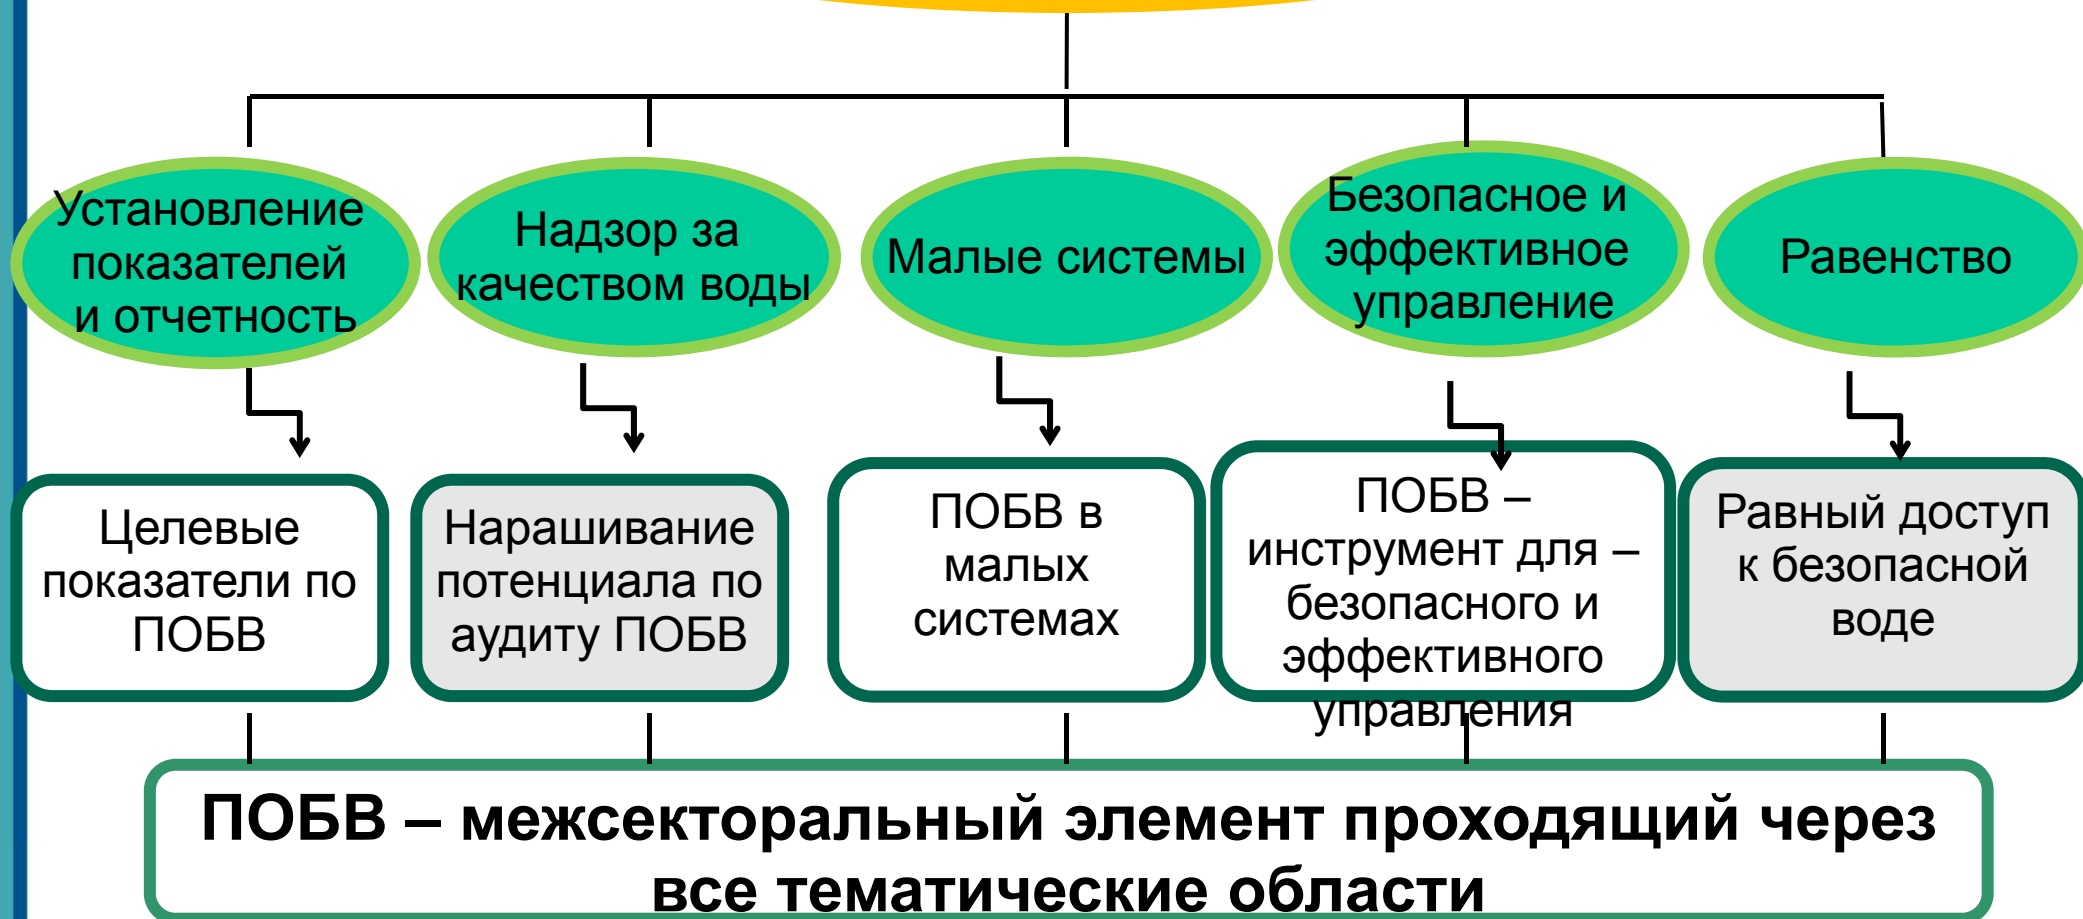 Установление
показателей
и отчетность
Надзор за
качеством воды
Малые системы
Безопасное и
эффективное
управление
Равенство
Целевые
показатели по
ПОБВ
Нарашивание
потенциала по
аудиту ПОБВ
ПОБВ в
малых
системах
ПОБВ –
инструмент для –
безопасного и
эффективного
управления
Равный доступ
к безопасной
воде
ПОБВ – межсекторальный элемент проходящий через
все тематические области